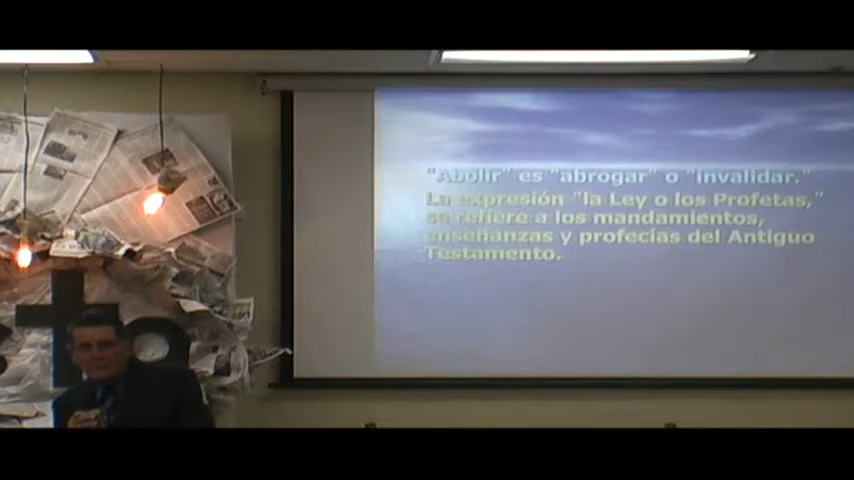 "Abolir" es "abrogar" o "invalidar."
La expresión "la Ley o los Profetas,"
se refiere a los mandamientos,
enseñanzas y profecías del Antiguo
Testamento.